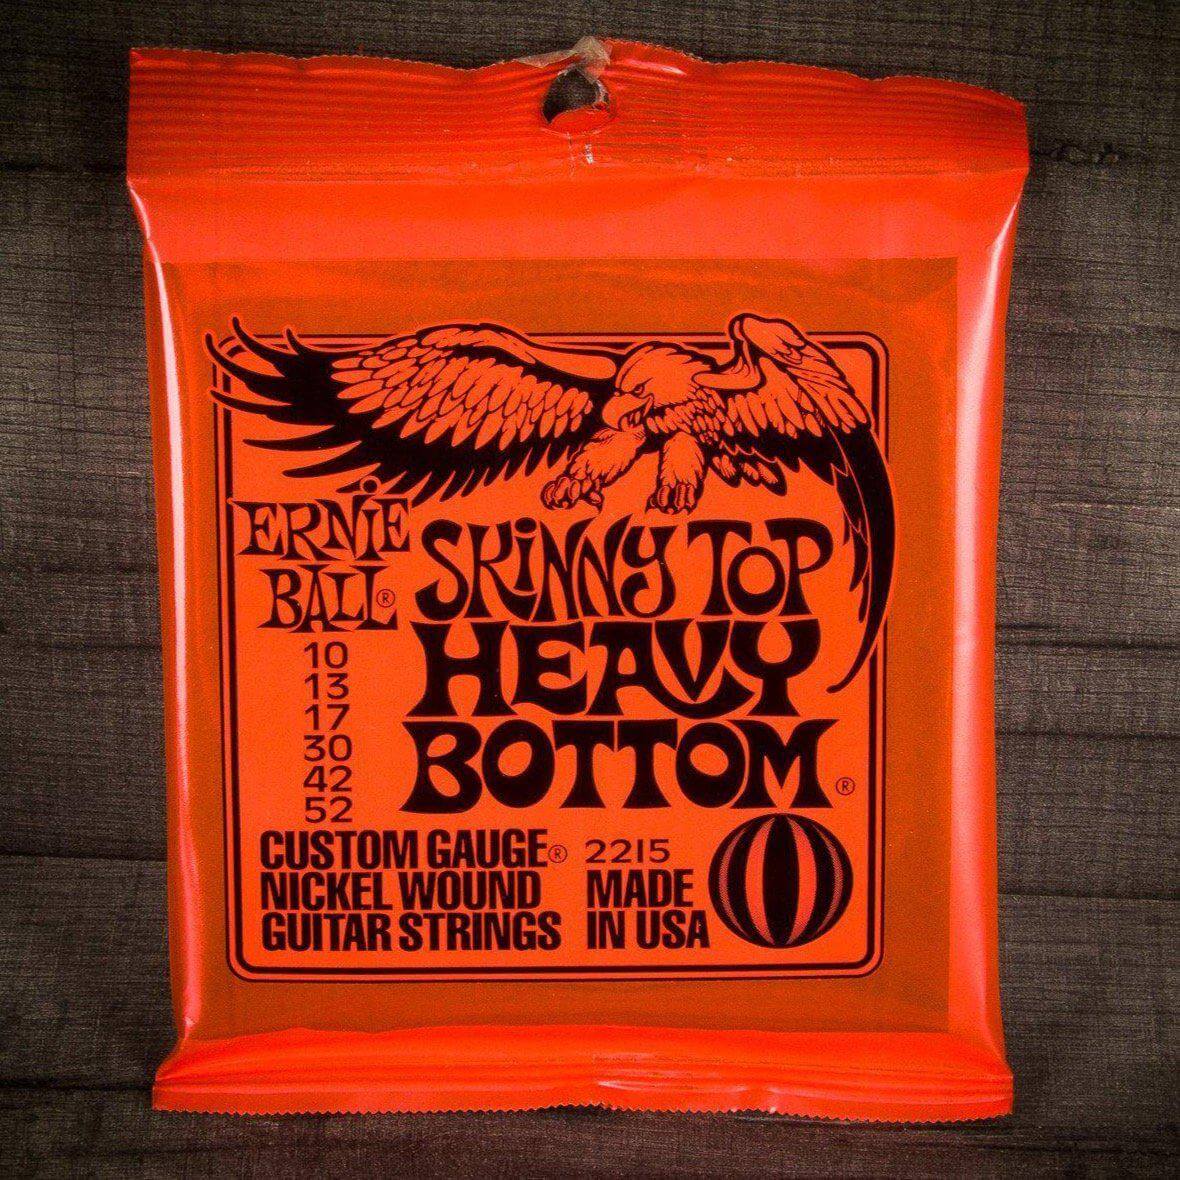 ERNiE
BALL®
SKiNNY TOP
HEAVY
BOTTOM®
10
13
17
30
42
52
CUSTOM GAUGE®
NICKEL WOUND
GUITAR STRINGS
2215
MADE
IN USA